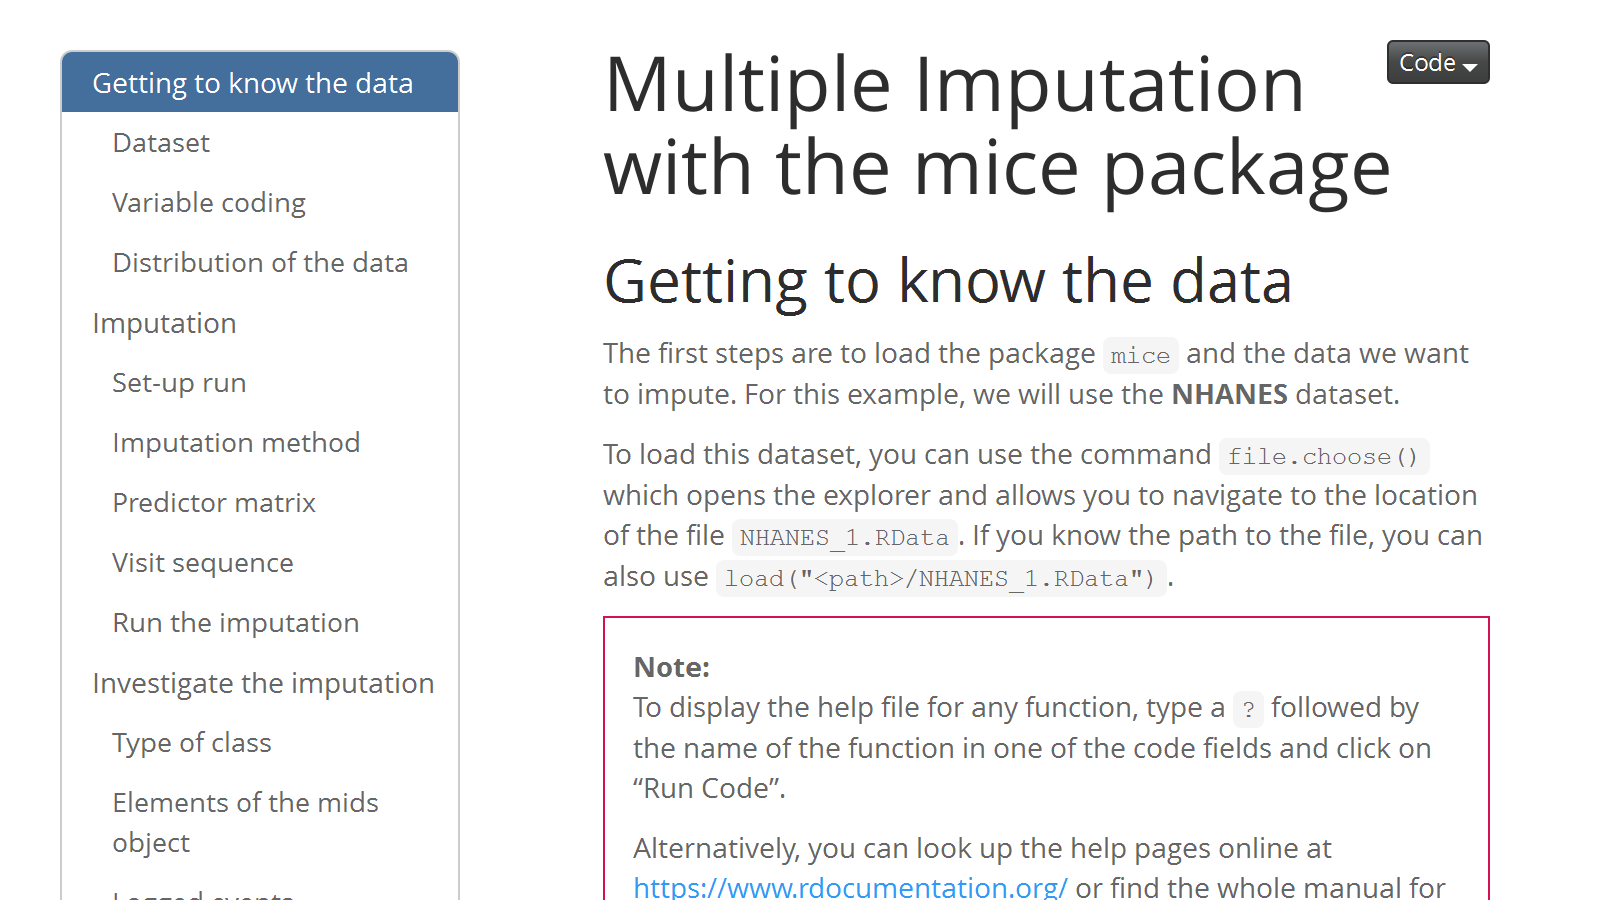 Getting to know the data
Dataset
Variable coding
Distribution of the data
Imputation
Set-up run
Imputation method
Predictor matrix
Visit sequence
Run the imputation
Investigate the imputation
Type of class
Elements of the mids
object
Logged events
Code
Multiple Imputation
with the mice package
Getting to know the data
The first steps are to load the package mice and the data we want
to impute. For this example, we will use the NHANES dataset.
To load this dataset, you can use the command file.choose()
which opens the explorer and allows you to navigate to the location
of the file NHANES_1.RData. If you know the path to the file, you can
also use load("<path>/NHANES_1.RData").
Note:
To display the help file for any function, type a ? followed by
the name of the function in one of the code fields and click on
“Run Code”.
Alternatively, you can look up the help pages online at
https://www.rdocumentation.org/ or find the whole manual for